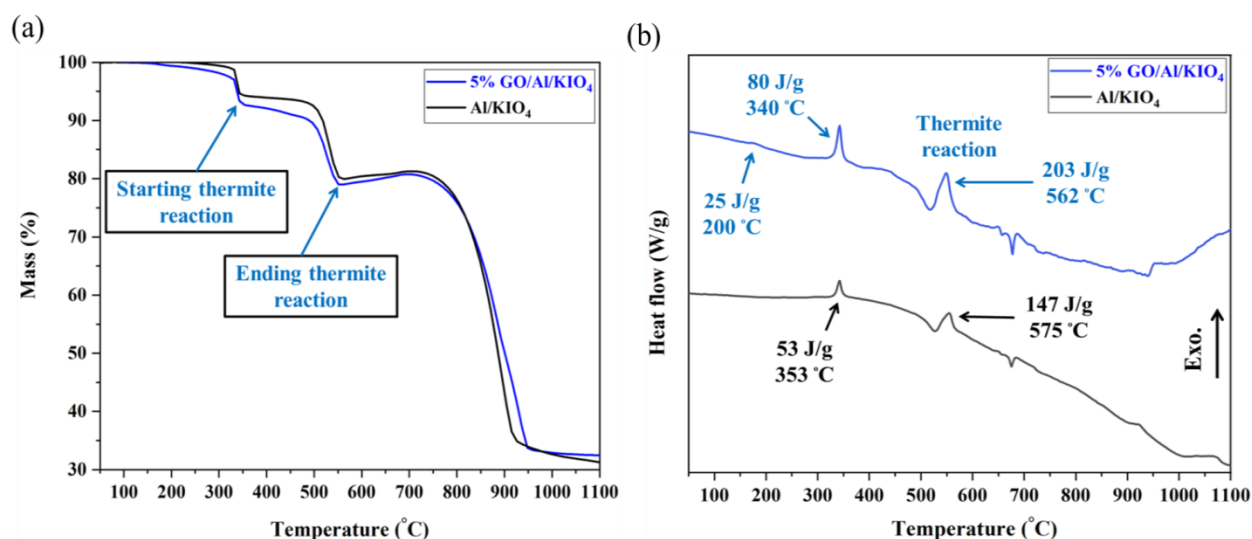 (a)
100
90
80
70
60
50
40
30
Mass (%)
5% GO/Al/KIO₄
Al/KIO₄
Starting thermite
reaction
Ending thermite
reaction
100 200 300 400 500 600 700 800 900 1000 1100
Temperature (°C)
(b)
Heat flow (W/g)
5% GO/Al/KIO₄
Al/KIO₄
80 J/g
340 °C
Thermite
reaction
25 J/g
200 °C
203 J/g
562 °C
53 J/g
353 °C
147 J/g
575 °C
Exo.
100 200 300 400 500 600 700 800 900 1000 1100
Temperature (°C)